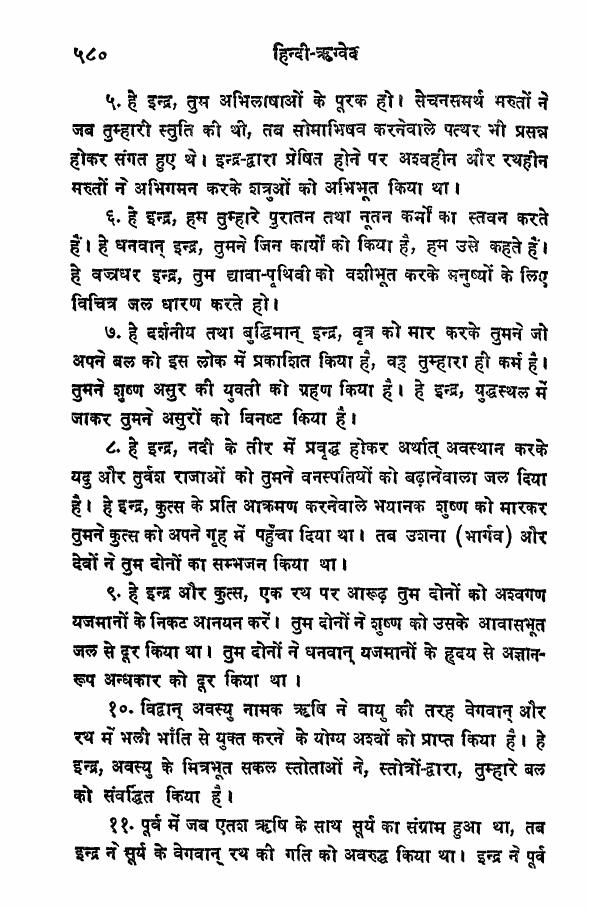 ५८० हिन्दी-ऋग्वेद
५. हे इन्द्र, तुम अभिलाषाओं के पूरक हो। सेचनसमर्थ मरुतों ने
जब तुम्हारी स्तुति की थी, तब सोमाभिषव करनेवाले पत्थर भी प्रसन्न
होकर संगत हुए थे। इन्द्र-द्वारा प्रेषित होने पर अश्वहीन और रथहीन
मरुतों ने अभिगमन करके शत्रुओं को अभिभूत किया था।
६. हे इन्द्र, हम तुम्हारे पुरातन तथा नूतन कर्मों का स्तवन करते
हैं। हे धनवान् इन्द्र, तुमने जिन कार्यों को किया है, हम उसे कहते हैं।
हे वज्रधर इन्द्र, तुम द्यावा-पृथिवी को वशीभूत करके मनुष्यों के लिए
विचित्र जल धारण करते हो।
७. हे दर्शनीय तथा बुद्धिमान् इन्द्र, वृत्र को मार करके तुमने जो
अपने बल को इस लोक में प्रकाशित किया है, वह तुम्हारा ही कर्म है।
तुमने शुष्ण असुर की युवती को ग्रहण किया है। हे इन्द्र, युद्धस्थल में
जाकर तुमने असुरों को विनष्ट किया है।
८. हे इन्द्र, नदी के तीर में प्रवृद्ध होकर अर्थात् अवस्थान करके
यदु और तुर्वश राजाओं को तुमने वनस्पतियों को बढ़ानेवाला जल दिया
है। हे इन्द्र, कुत्स के प्रति आक्रमण करनेवाले भयानक शुष्ण को मारकर
तुमने कुत्स को अपने गृह में पहुँचा दिया था। तब उशना (भार्गव) और
देवों ने तुम दोनों का सम्भजन किया था।
९. हे इन्द्र और कुत्स, एक रथ पर आरूढ़ तुम दोनों को अश्वगण
यजमानों के निकट आनयन करें। तुम दोनों ने शुष्ण को उसके आवासभूत
जल से दूर किया था। तुम दोनों ने धनवान् यजमानों के हृदय से अज्ञान-
रूप अन्धकार को दूर किया था।
१०. विद्वान् अवस्यु नामक ऋषि ने वायु की तरह वेगवान् और
रथ में भली भाँति से युक्त करने के योग्य अश्वों को प्राप्त किया है। हे
इन्द्र, अवस्यु के मित्रभूत सकल स्तोताओं ने, स्तोत्रों-द्वारा, तुम्हारे बल
को संवर्द्धित किया है।
११. पूर्व में जब एतश ऋषि के साथ सूर्य का संग्राम हुआ था, तब
इन्द्र ने सूर्य के वेगवान् रथ की गति को अवरुद्ध किया था। इन्द्र ने पूर्व